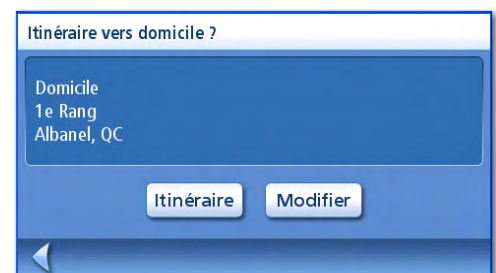 Itinéraire vers domicile ?
Domicile
1e Rang
Albanel, QC
Itinéraire Modifier